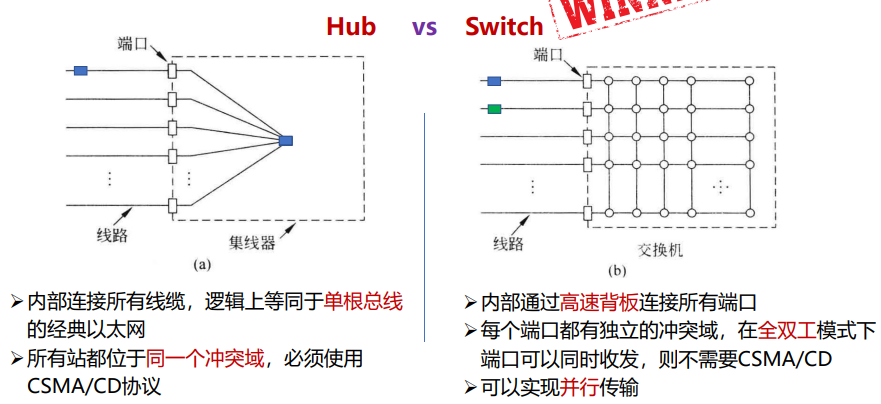 Hub vs Switch
端口
线路
集线器
(a)
➢内部连接所有线缆，逻辑上等同于单根总线
的经典以太网
➢所有站都位于同一个冲突域，必须使用
CSMA/CD协议
端口
线路
交换机
(b)
➢内部通过高速背板连接所有端口
➢每个端口都有独立的冲突域，在全双工模式下
端口可以同时收发，则不需要CSMA/CD
➢可以实现并行传输